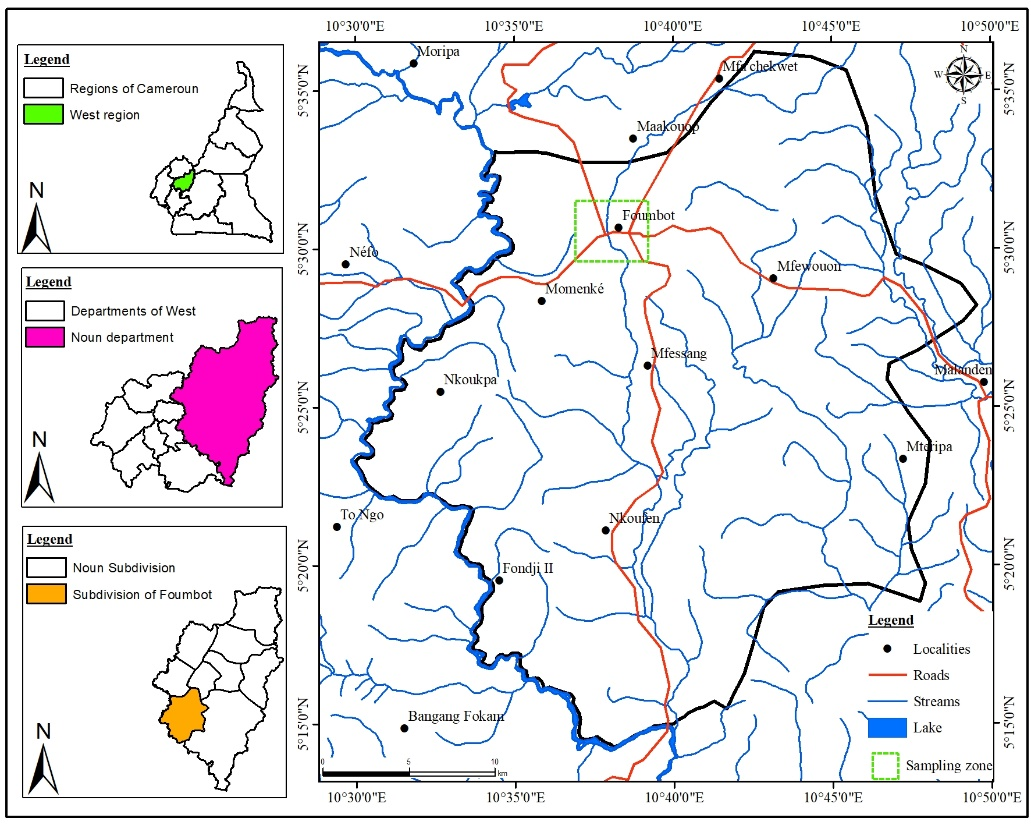 Legend
Regions of Cameroun
West region
N
Legend
Departments of West
Noun department
N
Legend
Noun Subdivision
Subdivision of Foumbot
N
10°30'0"E 10°35'0"E 10°40'0"E 10°45'0"E 10°50'0"E
5°35'0"N
5°30'0"N
5°25'0"N
5°20'0"N
5°15'0"N
Moripa
Mfirchekwet
N
W E
S
Maakouop
Foumbot
Néfo
Mfewouon
Momenké
Mfessang
Malanden
Nkoukpa
Mteripa
To Ngo
Nkoufen
Fondji II
Bangang Fokam
0 5 10
km
Legend
Localities
Roads
Streams
Lake
Sampling zone
5°35'0"N
5°30'0"N
5°25'0"N
5°20'0"N
5°15'0"N
10°30'0"E 10°35'0"E 10°40'0"E 10°45'0"E 10°50'0"E